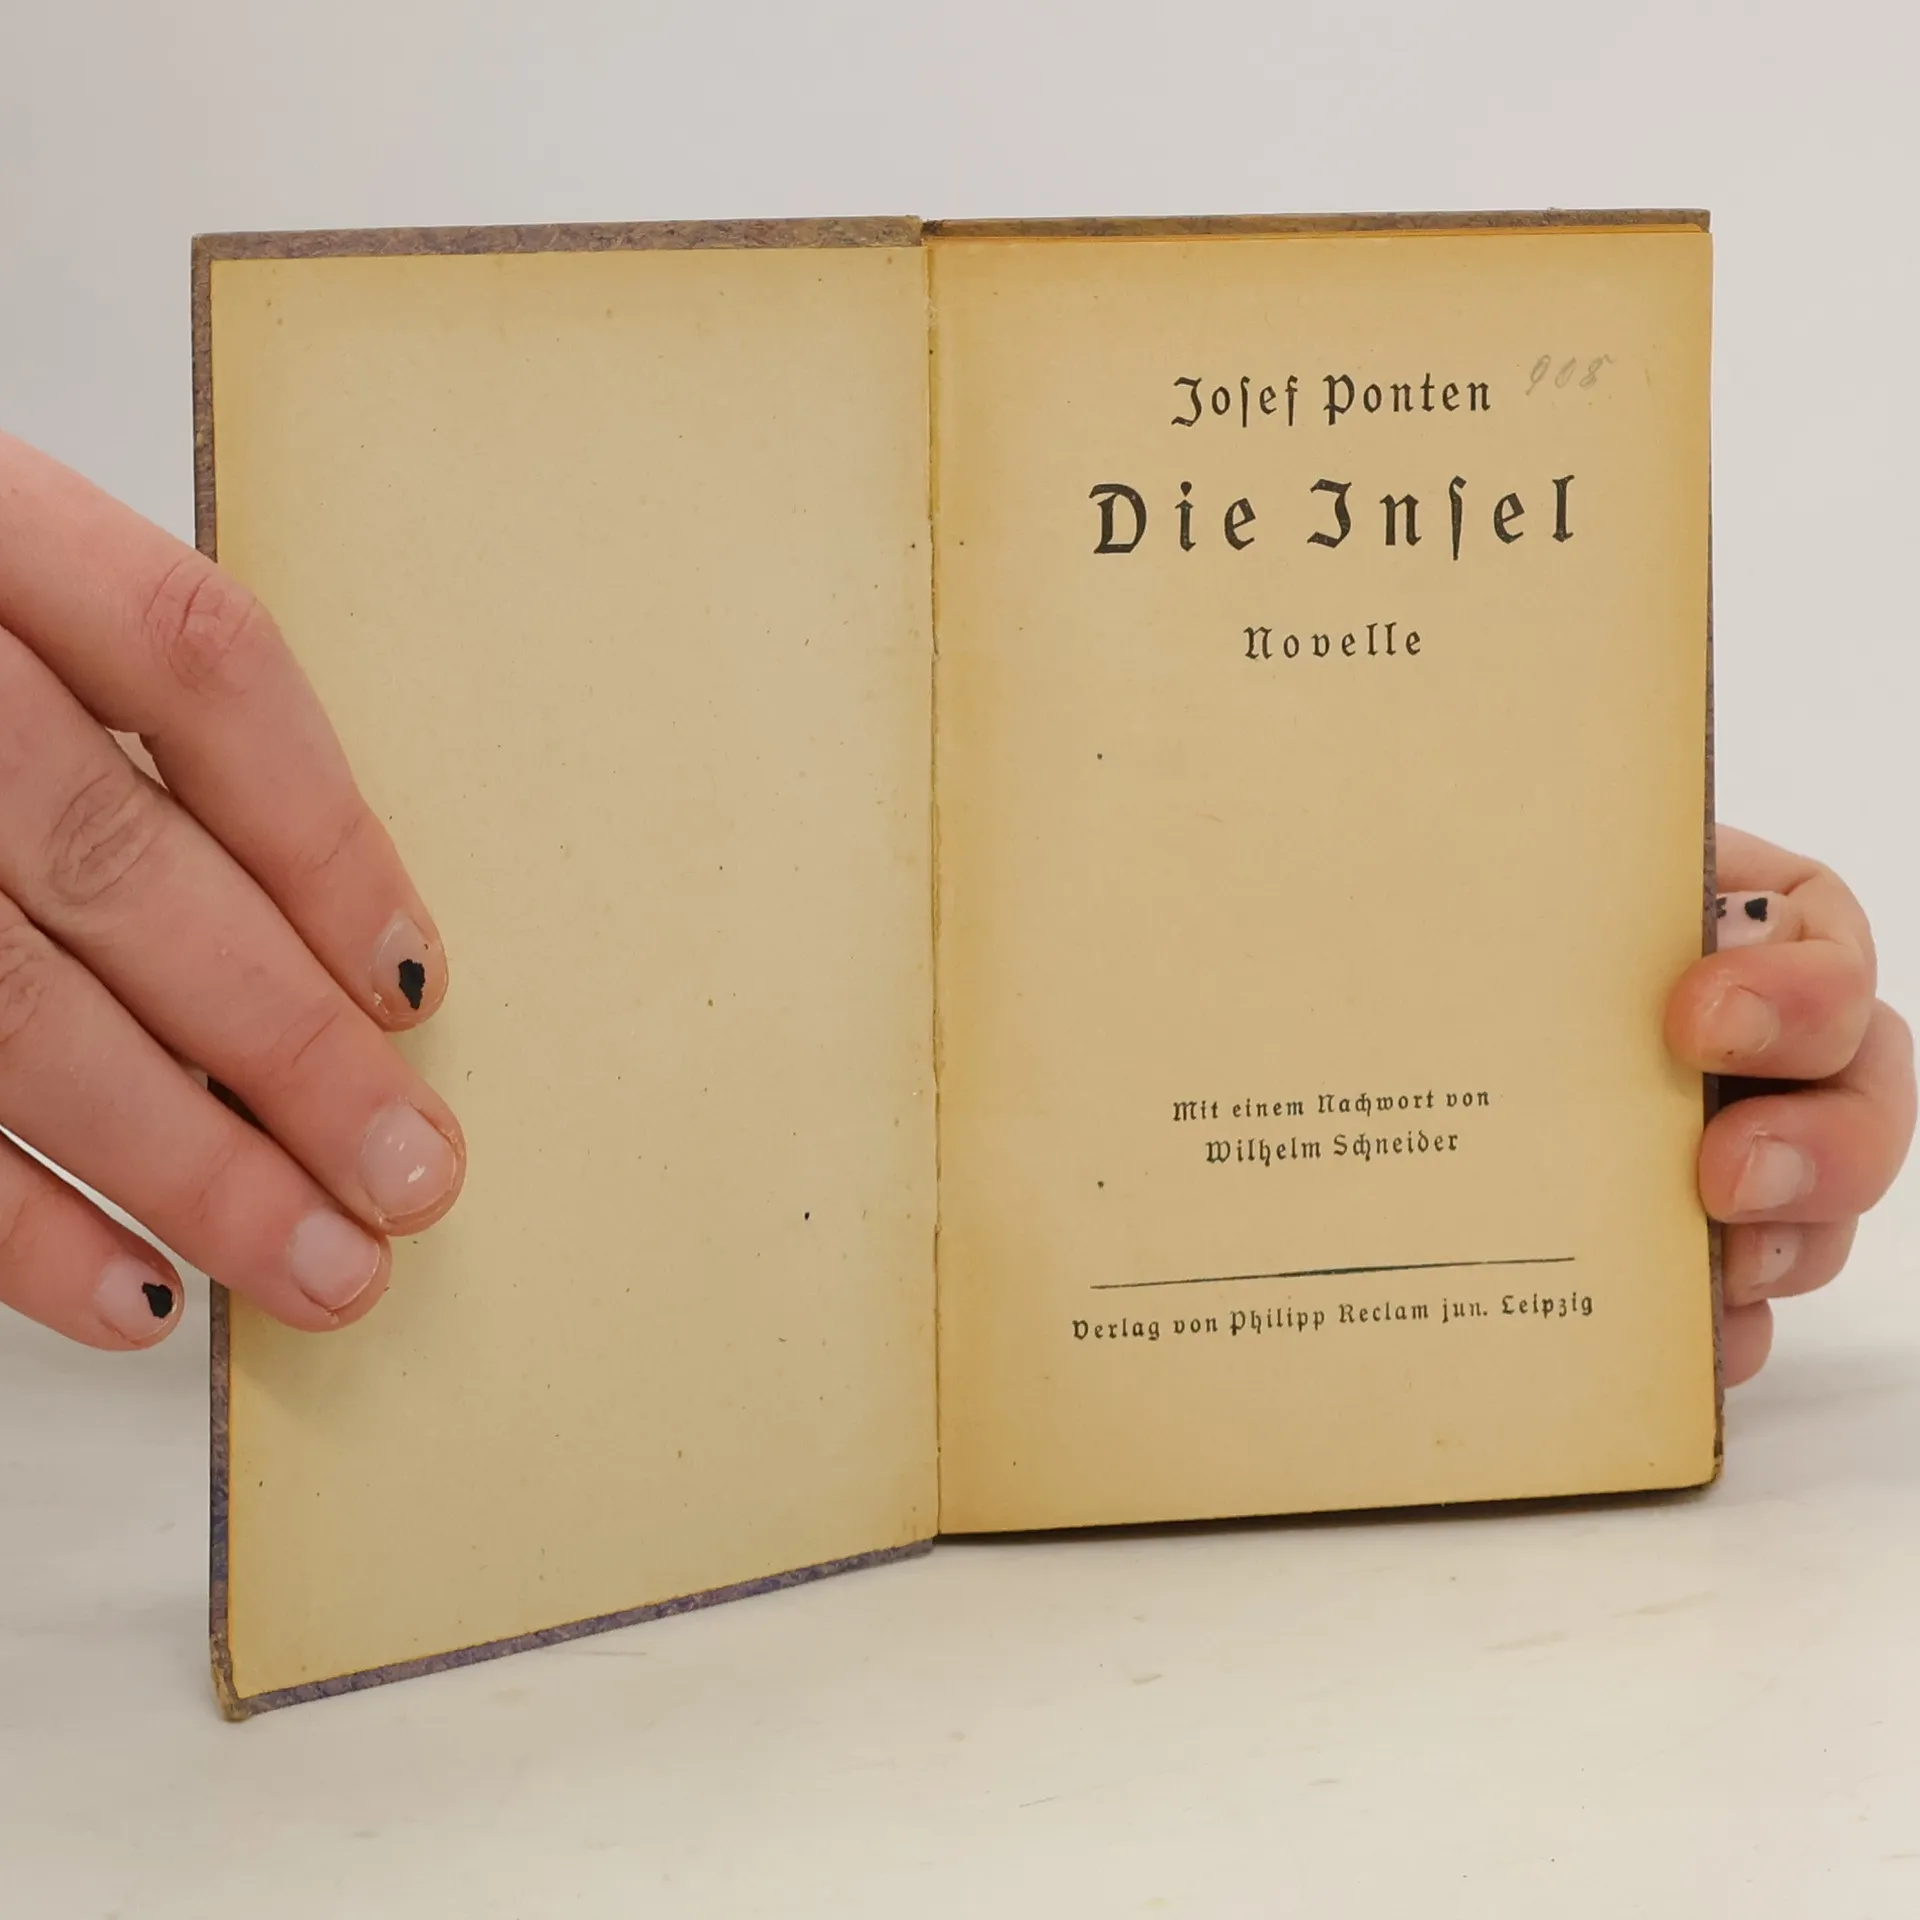 Josef Ponten 908
Die Insel
Novelle
Mit einem Nachwort von
Wilhelm Schneider
Verlag von Philipp Reclam jun. Leipzig